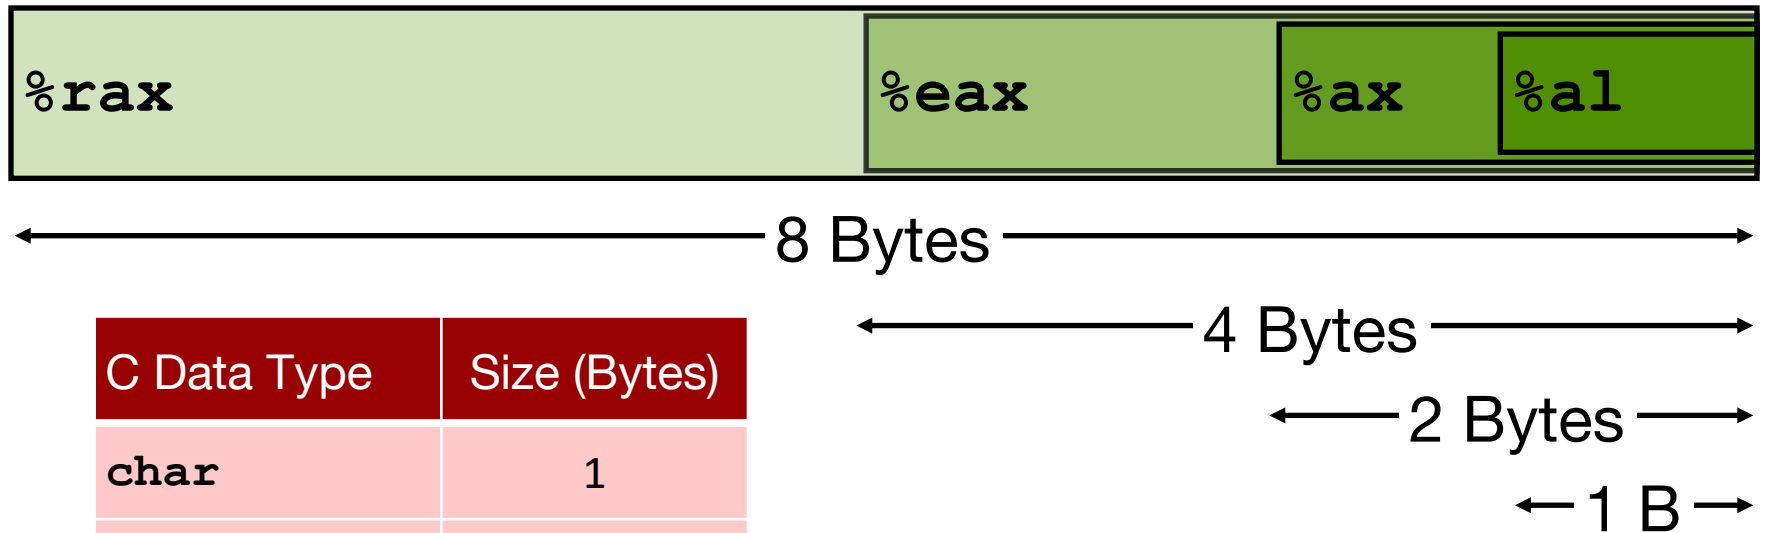 %rax %eax %ax %al
8 Bytes
4 Bytes
C Data Type Size (Bytes)
2 Bytes
char 1
1 B